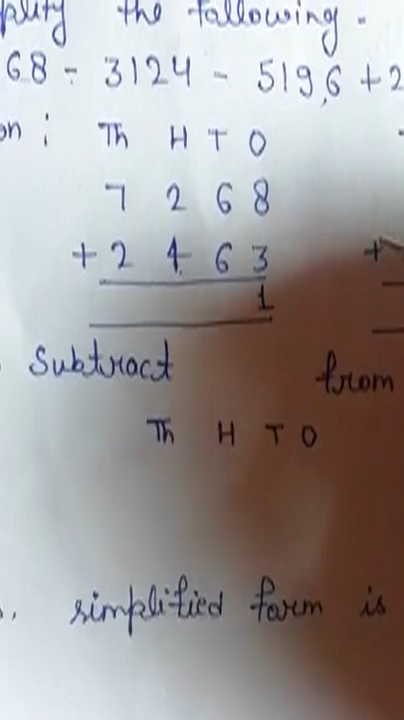 the following.
68 - 3124 - 5196 + 2
on : Th H T O
7 2 6 8
+ 2 4 6 3
1
Subtract from
Th H T O
simplified form is